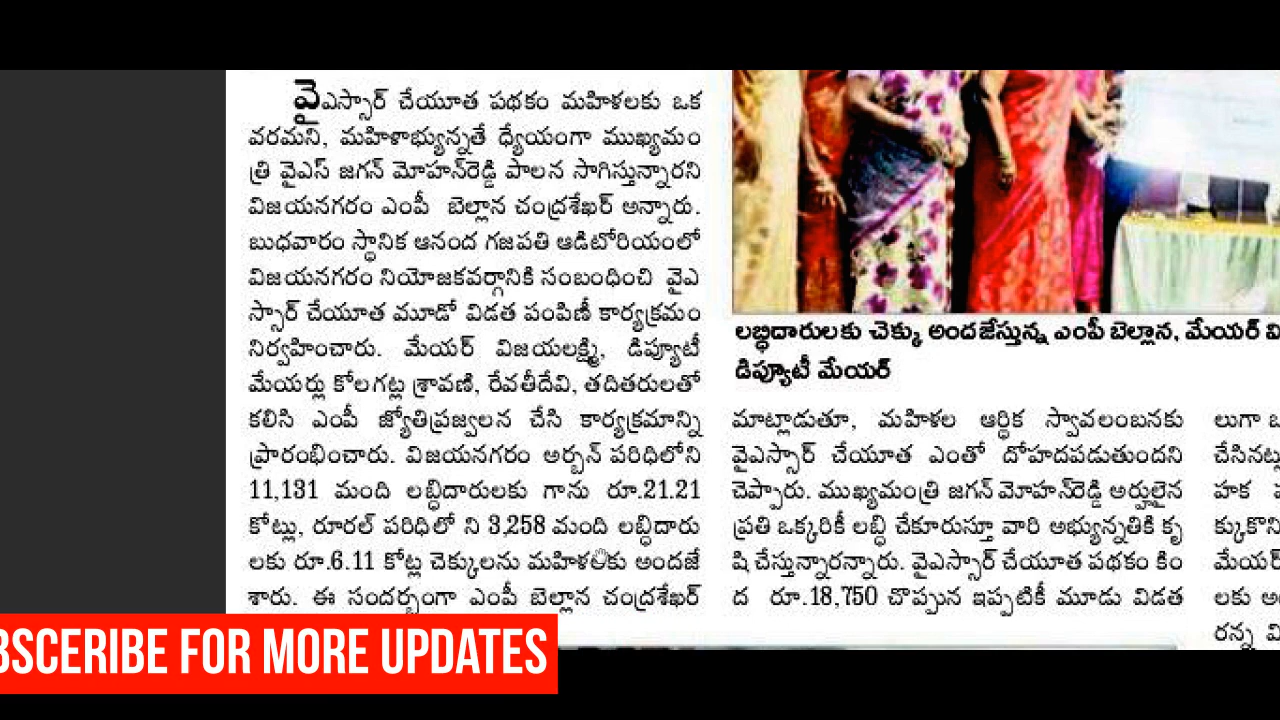 వైఎస్సార్ చేయూత పథకం మహిళలకు ఒక
వరమని, మహిళాభ్యున్నతే ధ్యేయంగా ముఖ్యమం
త్రి వైఎస్ జగన్ మోహన్‌రెడ్డి పాలన సాగిస్తున్నారని
విజయనగరం ఎంపీ బెల్లాన చంద్రశేఖర్ అన్నారు.
బుధవారం స్థానిక ఆనంద గజపతి ఆడిటోరియంలో
విజయనగరం నియోజకవర్గానికి సంబంధించి వైఎ
స్సార్ చేయూత మూడో విడత పంపిణీ కార్యక్రమం
నిర్వహించారు. మేయర్ విజయలక్ష్మి, డిప్యూటీ
మేయర్లు కోలగట్ల శ్రావణి, రేవతీదేవి, తదితరులతో
కలిసి ఎంపీ జ్యోతిప్రజ్వలన చేసి కార్యక్రమాన్ని
ప్రారంభించారు. విజయనగరం అర్బన్ పరిధిలోని
11,131 మంది లబ్ధిదారులకు గాను రూ.21.21
కోట్లు, రూరల్ పరిధిలో ని 3,258 మంది లబ్ధిదారు
లకు రూ.6.11 కోట్ల చెక్కులను మహిళలకు అందజే
శారు. ఈ సందర్భంగా ఎంపీ బెల్లాన చంద్రశేఖర్
లబ్ధిదారులకు చెక్కు అందజేస్తున్న ఎంపీ బెల్లాన, మేయర్ వి
డిప్యూటీ మేయర్
మాట్లాడుతూ, మహిళల ఆర్థిక స్వావలంబనకు
వైఎస్సార్ చేయూత ఎంతో దోహదపడుతుందని
చెప్పారు. ముఖ్యమంత్రి జగన్ మోహన్‌రెడ్డి అర్హులైన
ప్రతి ఒక్కరికీ లబ్ధి చేకూరుస్తూ వారి అభ్యున్నతికి కృ
షి చేస్తున్నారన్నారు. వైఎస్సార్ చేయూత పథకం కిం
ద రూ.18,750 చొప్పున ఇప్పటికీ మూడు విడత
లుగా
చేసినట్లు
హక
క్కుకొని
మేయర్
లకు
రన్న వి
BSCERIBE FOR MORE UPDATES